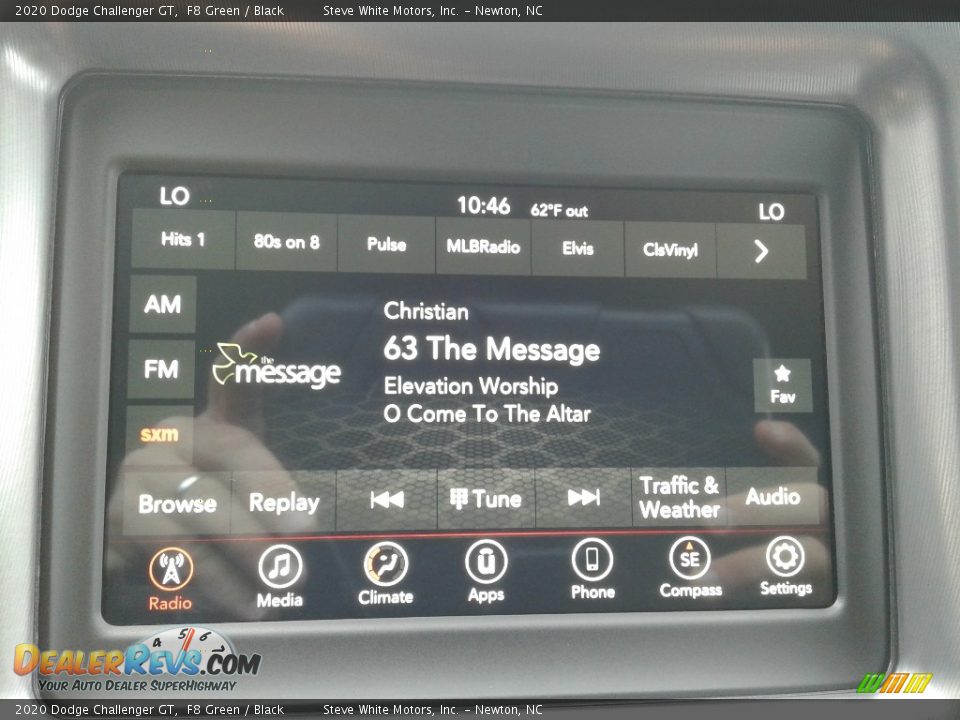 2020 Dodge Challenger GT,  F8 Green / Black     Steve White Motors, Inc. - Newton, NC
LO 10:46 62°F out LO
Hits 1 80s on 8 Pulse MLBRadio Elvis ClsVinyl
AM
Christian
63 The Message
FM
the message
Elevation Worship
Fav
O Come To The Altar
sxm
Browse Replay Tune Traffic & Weather Audio
SE
Radio Media Climate Apps Phone Compass Settings
4 5 6
DealerRevs.com
Your Auto Dealer SuperHighway
2020 Dodge Challenger GT,  F8 Green / Black     Steve White Motors, Inc. - Newton, NC